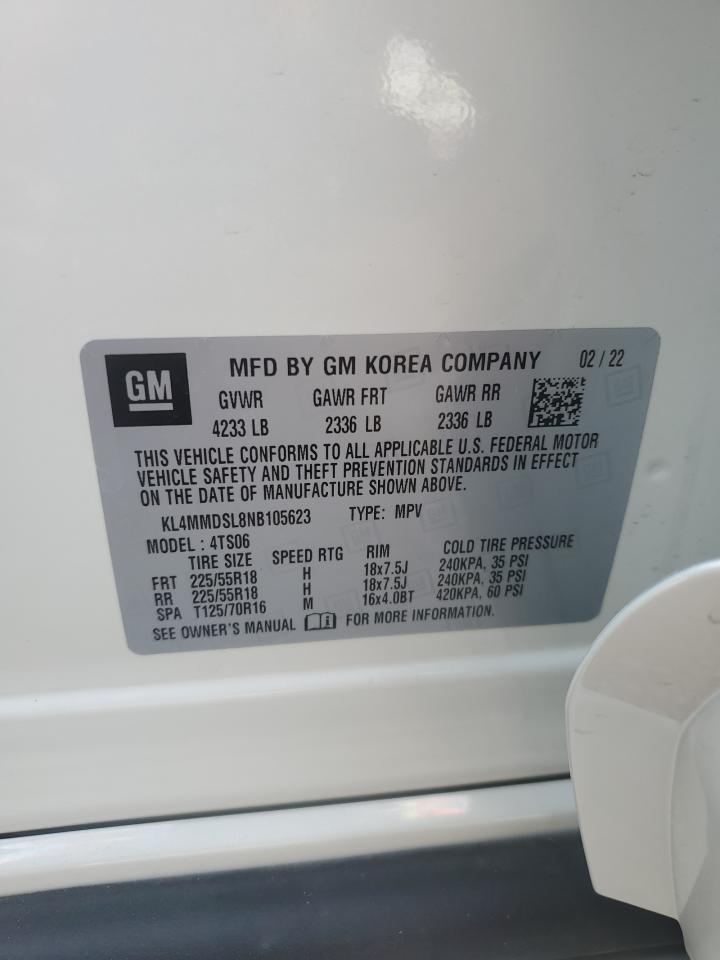 GM
MFD BY GM KOREA COMPANY 02 / 22
GVWR GAWR FRT GAWR RR
4233 LB 2336 LB 2336 LB
THIS VEHICLE CONFORMS TO ALL APPLICABLE U.S. FEDERAL MOTOR
VEHICLE SAFETY AND THEFT PREVENTION STANDARDS IN EFFECT
ON THE DATE OF MANUFACTURE SHOWN ABOVE.
KL4MMDSL8NB105623 TYPE: MPV
MODEL : 4TS06
TIRE SIZE SPEED RTG RIM COLD TIRE PRESSURE
FRT 225/55R18 H 18x7.5J 240KPA, 35 PSI
RR 225/55R18 H 18x7.5J 240KPA, 35 PSI
SPA T125/70R16 M 16x4.0BT 420KPA, 60 PSI
SEE OWNER'S MANUAL FOR MORE INFORMATION.